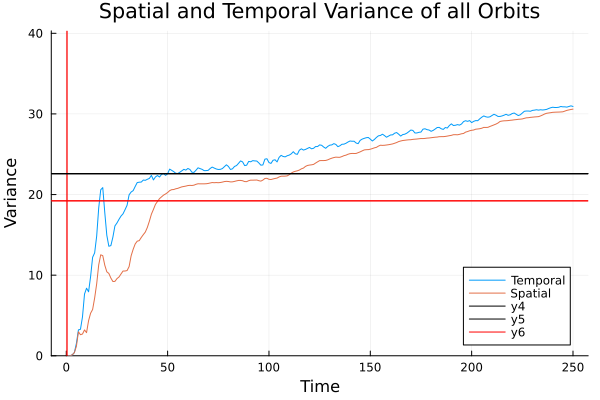 Spatial and Temporal Variance of all Orbits
40
30
20
10
0
Variance
0 50 100 150 200 250
Time
Temporal
Spatial
y4
y5
y6